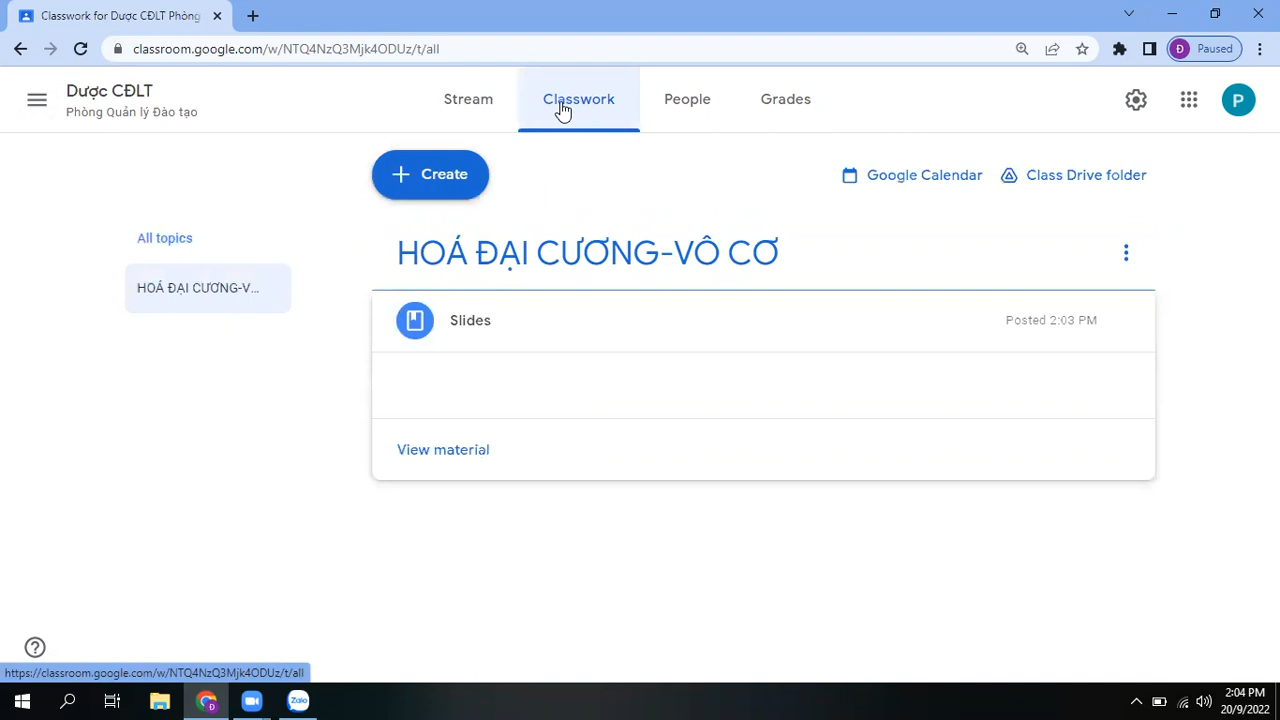 Classwork for Dược CĐLT Phòng
classroom.google.com/w/NTQ4NzQ3Mjk4ODUz/t/all
Đ Paused
Dược CĐLT
Phòng Quản lý Đào tạo
Stream
Classwork
People
Grades
P
Create
Google Calendar
Class Drive folder
All topics
HOÁ ĐẠI CƯƠNG-V...
HOÁ ĐẠI CƯƠNG-VÔ CƠ
Slides
Posted 2:03 PM
View material
https://classroom.google.com/w/NTQ4NzQ3Mjk4ODUz/t/all
Zalo
2:04 PM
20/9/2022